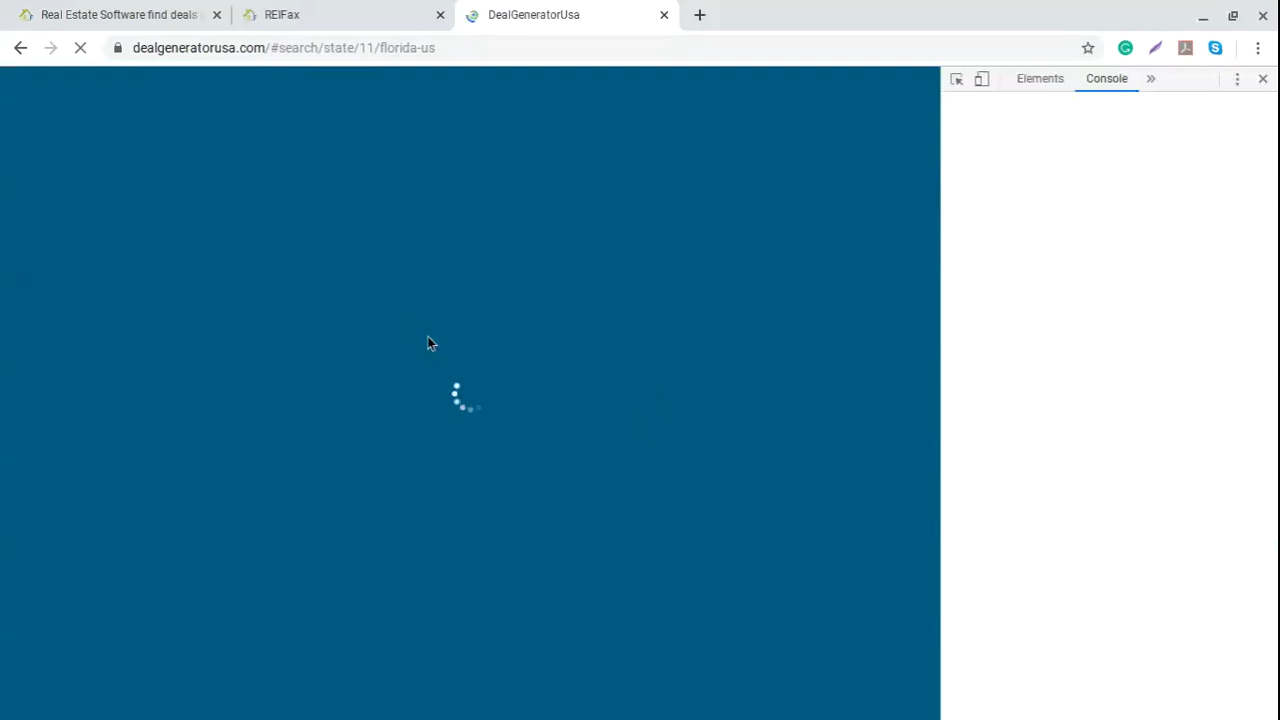 Real Estate Software find deals
REIFax
DealGeneratorUsa
dealgeneratorusa.com/#search/state/11/florida-us
Elements
Console